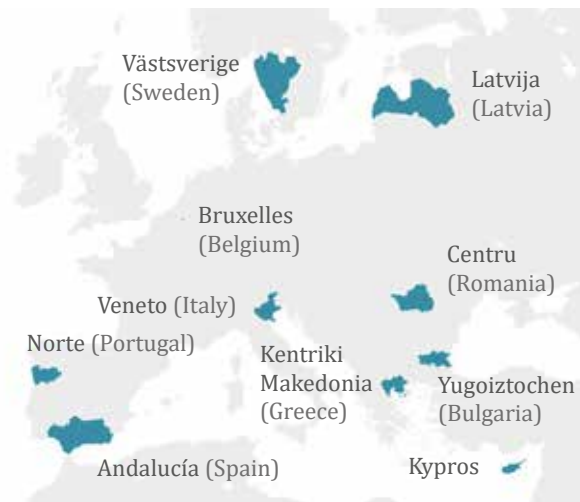 Västsverige
(Sweden)
Latvija
(Latvia)
Bruxelles
(Belgium)
Centru
(Romania)
Veneto (Italy)
Norte (Portugal)
Kentriki
Makedonia
(Greece)
Yugoiztochen
(Bulgaria)
Andalucía (Spain)
Kypros